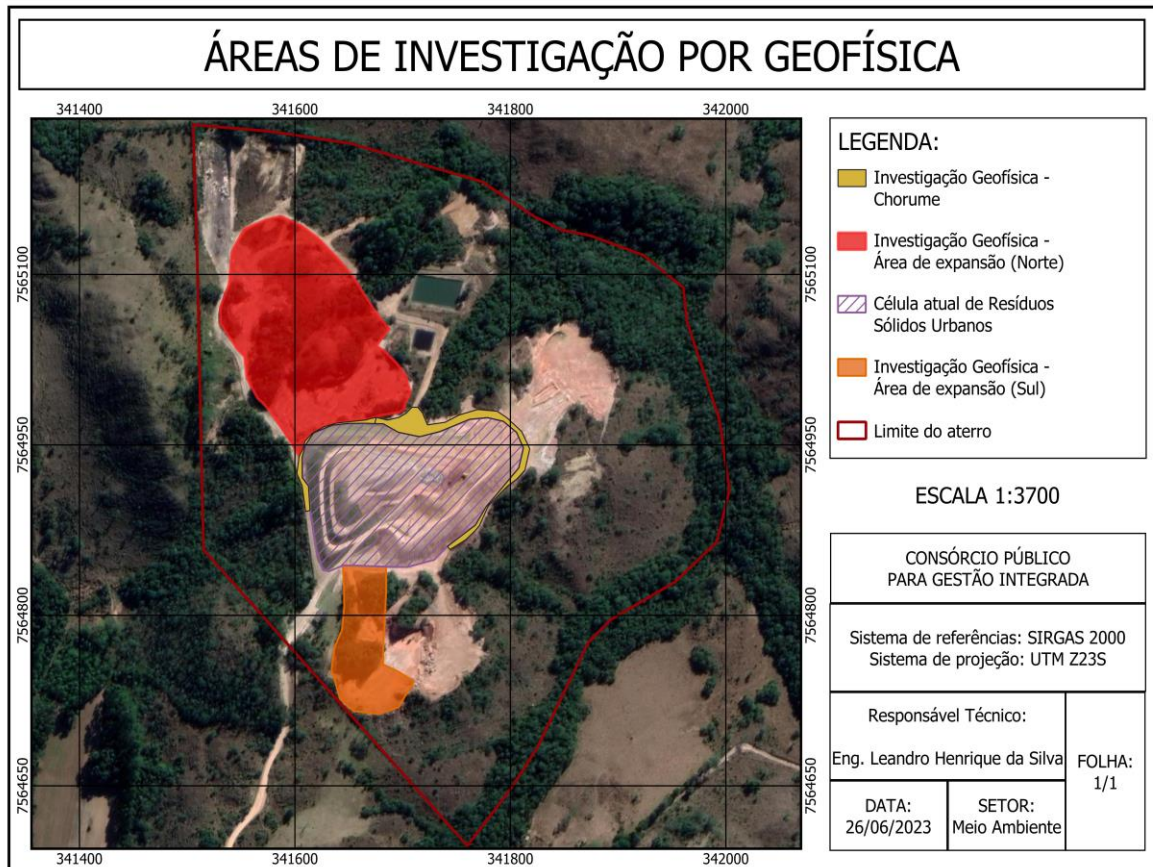 ÁREAS DE INVESTIGAÇÃO POR GEOFÍSICA
341400 341600 341800 342000
7565100 7565100
7564950 7564950
7564800 7564800
7564650 7564650
341400 341600 341800 342000
LEGENDA:
Investigação Geofísica -
Chorume
Investigação Geofísica -
Área de expansão (Norte)
Célula atual de Resíduos
Sólidos Urbanos
Investigação Geofísica -
Área de expansão (Sul)
Limite do aterro
ESCALA 1:3700
CONSÓRCIO PÚBLICO
PARA GESTÃO INTEGRADA
Sistema de referências: SIRGAS 2000
Sistema de projeção: UTM Z23S
Responsável Técnico:
Eng. Leandro Henrique da Silva
FOLHA:
1/1
DATA:
26/06/2023
SETOR:
Meio Ambiente